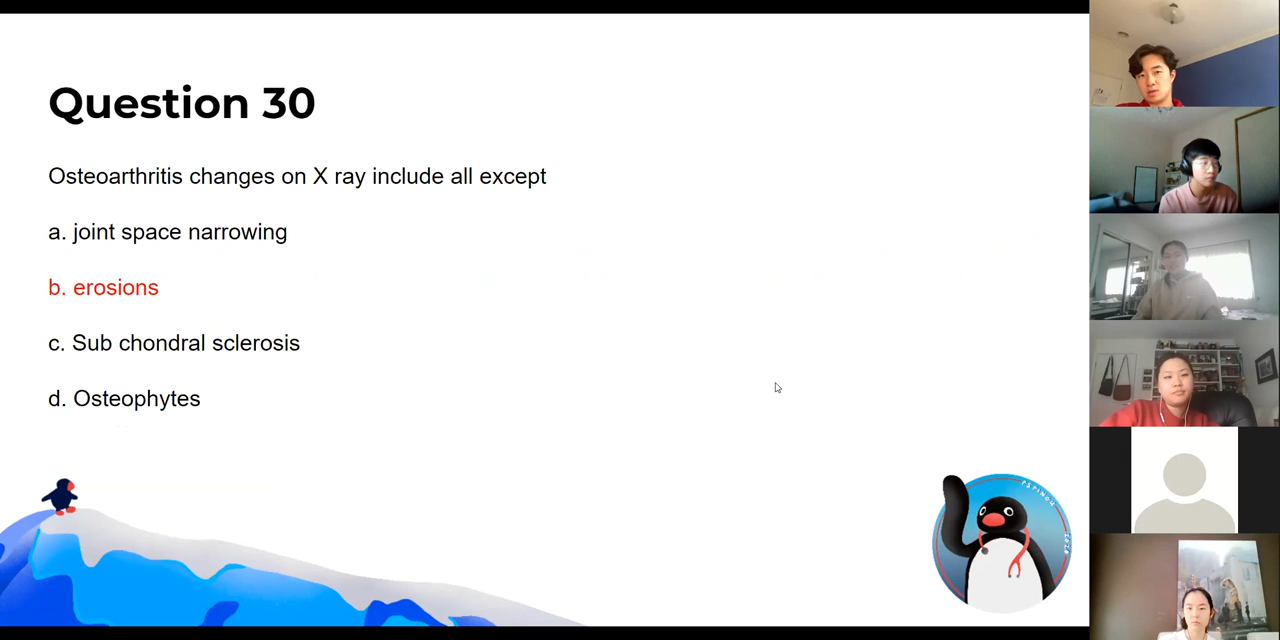 Question 30
Osteoarthritis changes on X ray include all except
a. joint space narrowing
b. erosions
c. Sub chondral sclerosis
d. Osteophytes